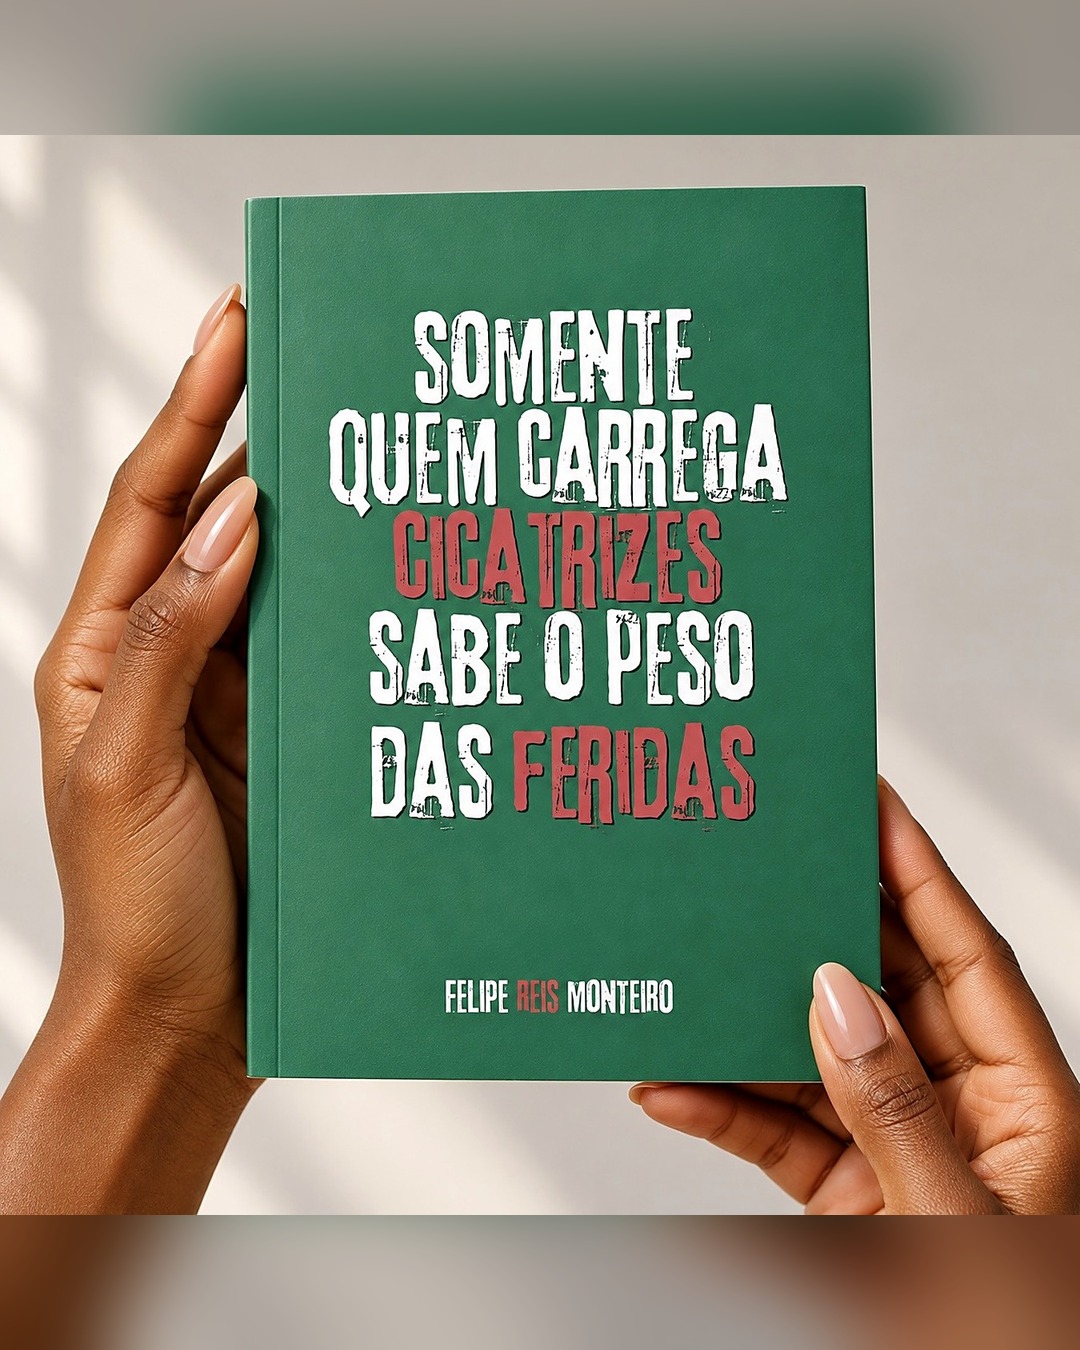 SOMENTE
QUEM CARREGA
CICATRIZES
SABE O PESO
DAS FERIDAS
FELIPE REIS MONTEIRO